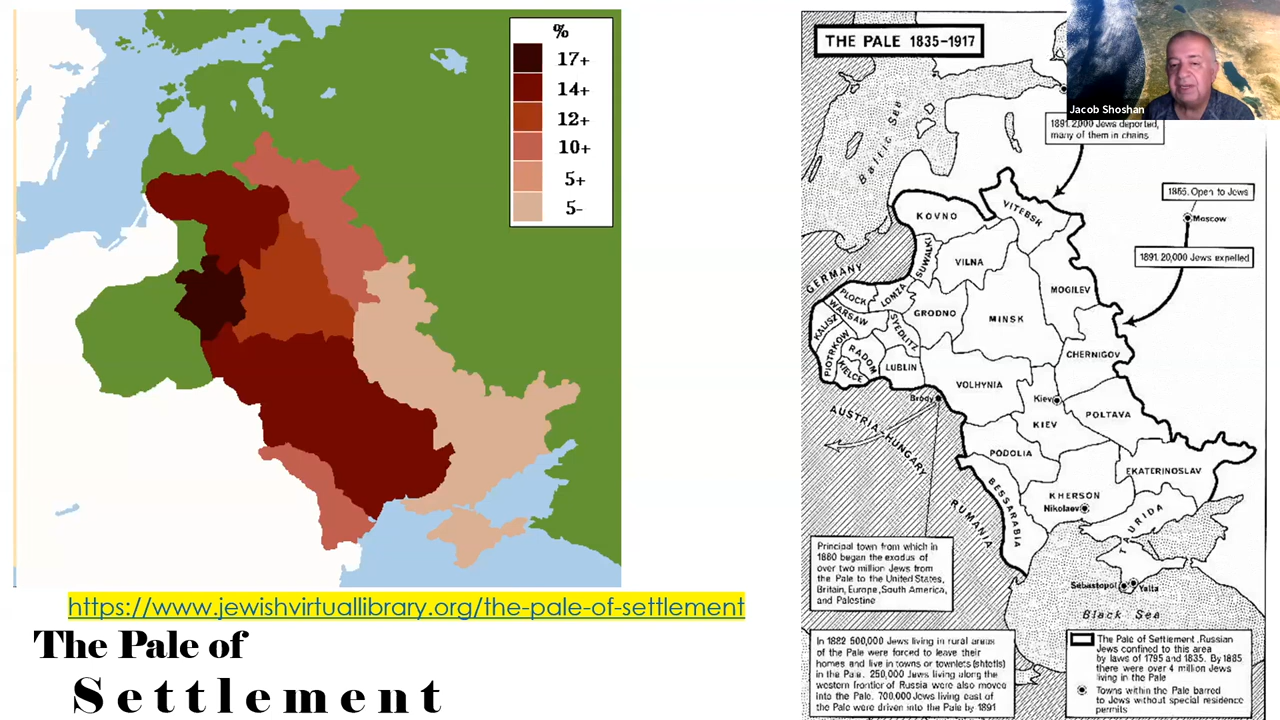 %
17+
14+
12+
10+
5+
5-
https://www.jewishvirtuallibrary.org/the-pale-of-settlement
The Pale of
Settlement
THE PALE 1835-1917
Jacob Shoshan
1891. 2,000 Jews deported,
many of them in chains
1865. Open to Jews
Moscow
1891. 20,000 Jews expelled
Baltic Sea
GERMANY
KOVNO
VITEBSK
SUWALKI
VILNA
MOGILEV
PLOCK
LOMZA
WARSAW
GRODNO
MINSK
KALISZ
SYEDLITZ
PIOTRKOW
RADOM
CHERNIGOV
KIELCE
LUBLIN
VOLHYNIA
Brody
Kiev
KIEV
POLTAVA
AUSTRIA-HUNGARY
PODOLIA
EKATERINOSLAV
BESSARABIA
KHERSON
Nikolaev
RUMANIA
TAURIDA
Sebastopol
Yalta
Black Sea
Principal town from which in
1880 began the exodus of
over two million Jews from
the Pale to the United States,
Britain, Europe, South America,
and Palestine
In 1882 500,000 Jews living in rural areas
of the Pale were forced to leave their
homes and live in towns or townlets (shtetls)
in the Pale. 250,000 Jews living along the
western frontier of Russia were also moved
into the Pale. 700,000 Jews living east of
the Pale were driven into the Pale by 1891
The Pale of Settlement. Russian
Jews confined to this area
by laws of 1795 and 1835. By 1885
there were over 4 million Jews
living in the Pale
Towns within the Pale barred
to Jews without special residence
permits